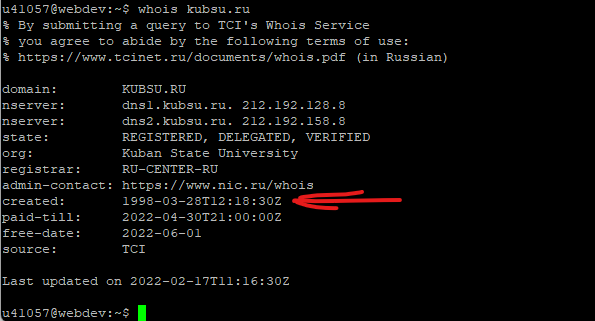 u41057@webdev:~$ whois kubsu.ru
% By submitting a query to TCI's Whois Service
% you agree to abide by the following terms of use:
% https://www.tcinet.ru/documents/whois.pdf (in Russian)
domain:        KUBSU.RU
nserver:       dns1.kubsu.ru. 212.192.128.8
nserver:       dns2.kubsu.ru. 212.192.158.8
state:         REGISTERED, DELEGATED, VERIFIED
org:           Kuban State University
registrar:     RU-CENTER-RU
admin-contact: https://www.nic.ru/whois
created:       1998-03-28T12:18:30Z
paid-till:     2022-04-30T21:00:00Z
free-date:     2022-06-01
source:        TCI
Last updated on 2022-02-17T11:16:30Z
u41057@webdev:~$